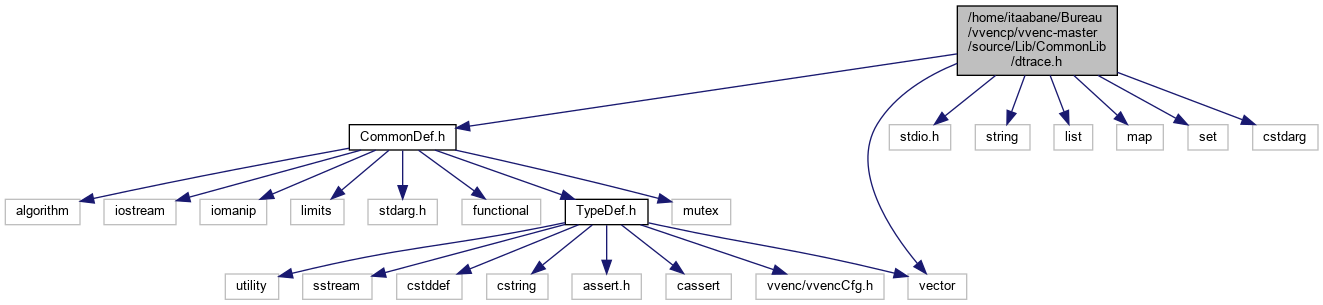 /home/itaabane/Bureau
/vvencp/vvenc-master
/source/Lib/CommonLib
/dtrace.h
CommonDef.h
stdio.h
string
list
map
set
cstdarg
algorithm
iostream
iomanip
limits
stdarg.h
functional
TypeDef.h
mutex
utility
sstream
cstddef
cstring
assert.h
cassert
vvenc/vvencCfg.h
vector